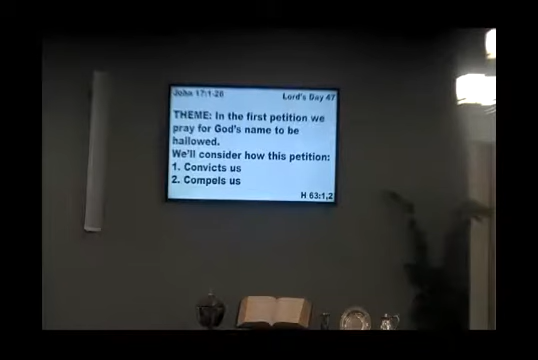 John 17:1-26
Lord's Day 47
THEME: In the first petition we
pray for God's name to be
hallowed.
We'll consider how this petition:
1. Convicts us
2. Compels us
H 63:1,2